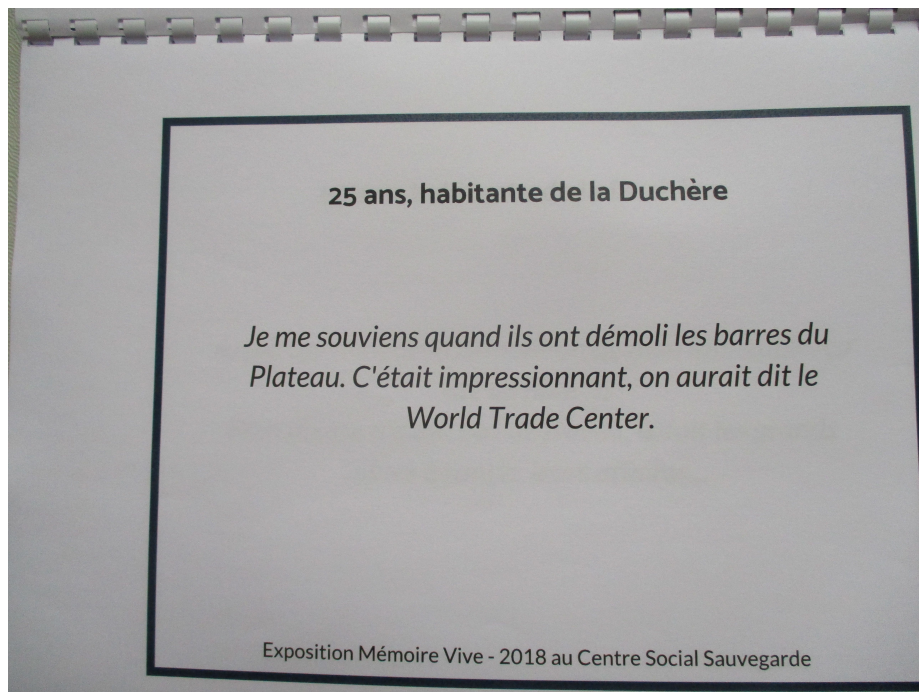 25 ans, habitante de la Duchère
Je me souviens quand ils ont démoli les barres du
Plateau. C'était impressionnant, on aurait dit le
World Trade Center.
Exposition Mémoire Vive - 2018 au Centre Social Sauvegarde